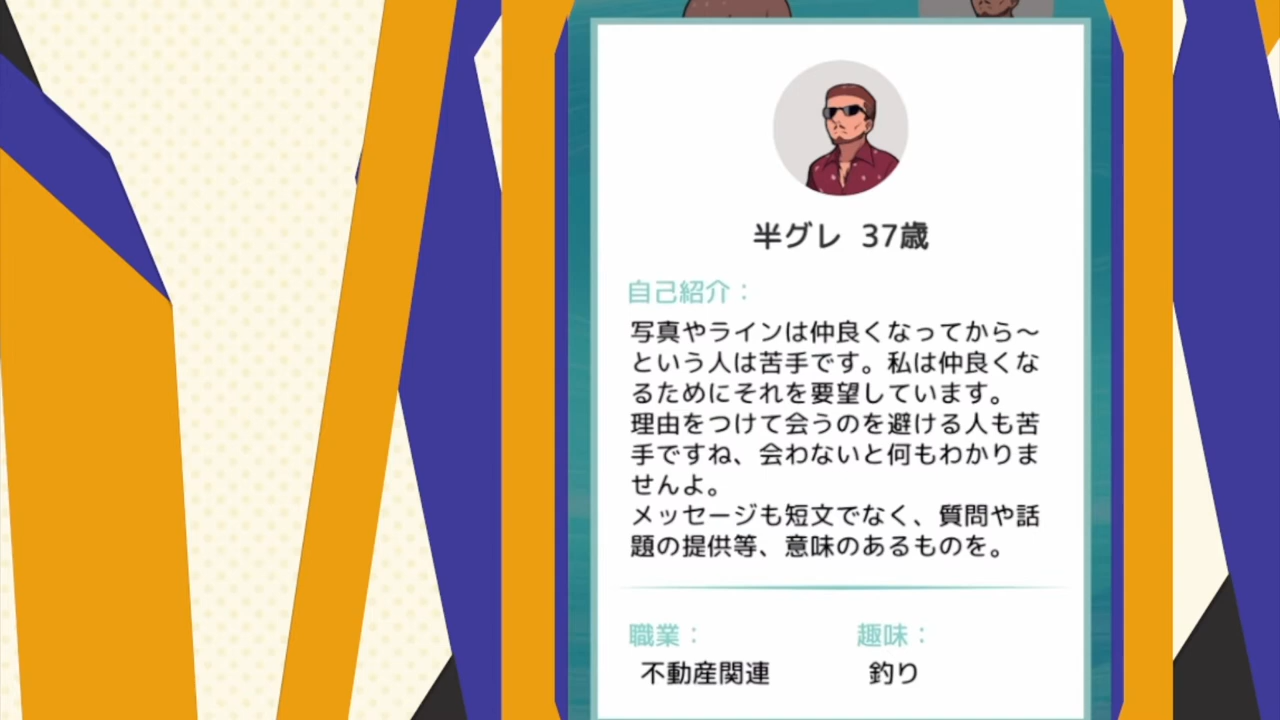 半グレ 37歳
自己紹介：
写真やラインは仲良くなってから〜
という人は苦手です。私は仲良くな
るためにそれを要望しています。
理由をつけて会うのを避ける人も苦
手ですね、会わないと何もわかりま
せんよ。
メッセージも短文でなく、質問や話
題の提供等、意味のあるものを。
職業： 趣味：
不動産関連 釣り